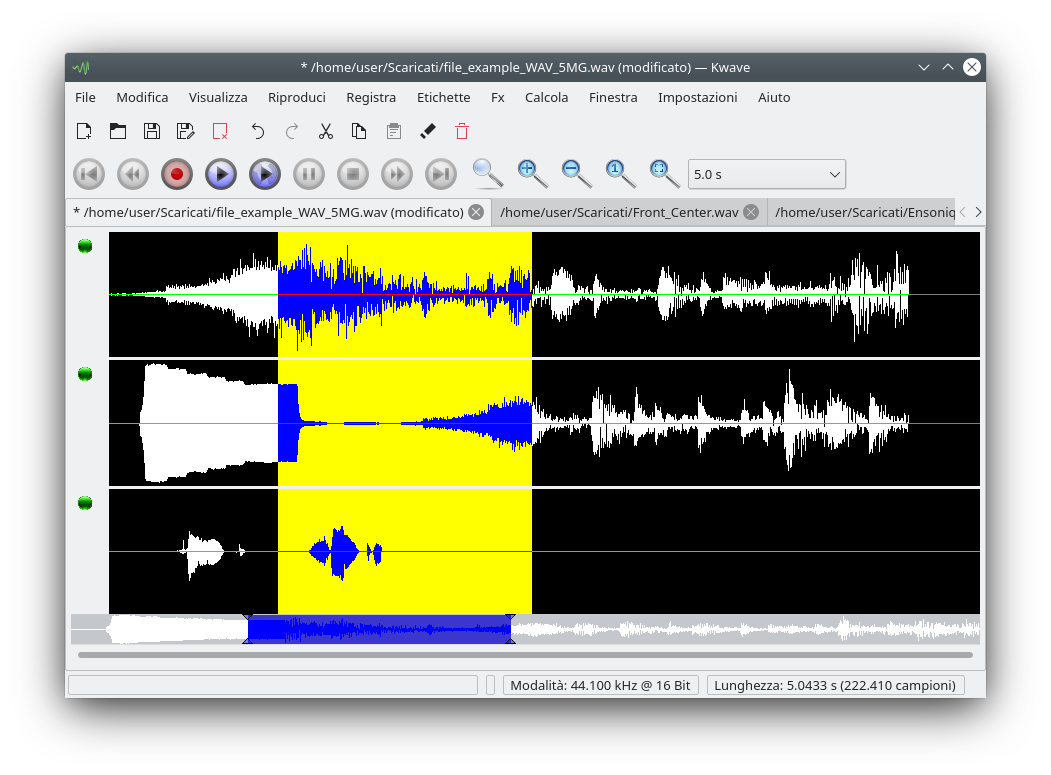 * /home/user/Scaricati/file_example_WAV_5MG.wav (modificato) — Kwave
File Modifica Visualizza Riproduci Registra Etichette Fx Calcola Finestra Impostazioni Aiuto
1 5.0 s
* /home/user/Scaricati/file_example_WAV_5MG.wav (modificato) /home/user/Scaricati/Front_Center.wav /home/user/Scaricati/Ensoniq
Modalità: 44.100 kHz @ 16 Bit Lunghezza: 5.0433 s (222.410 campioni)